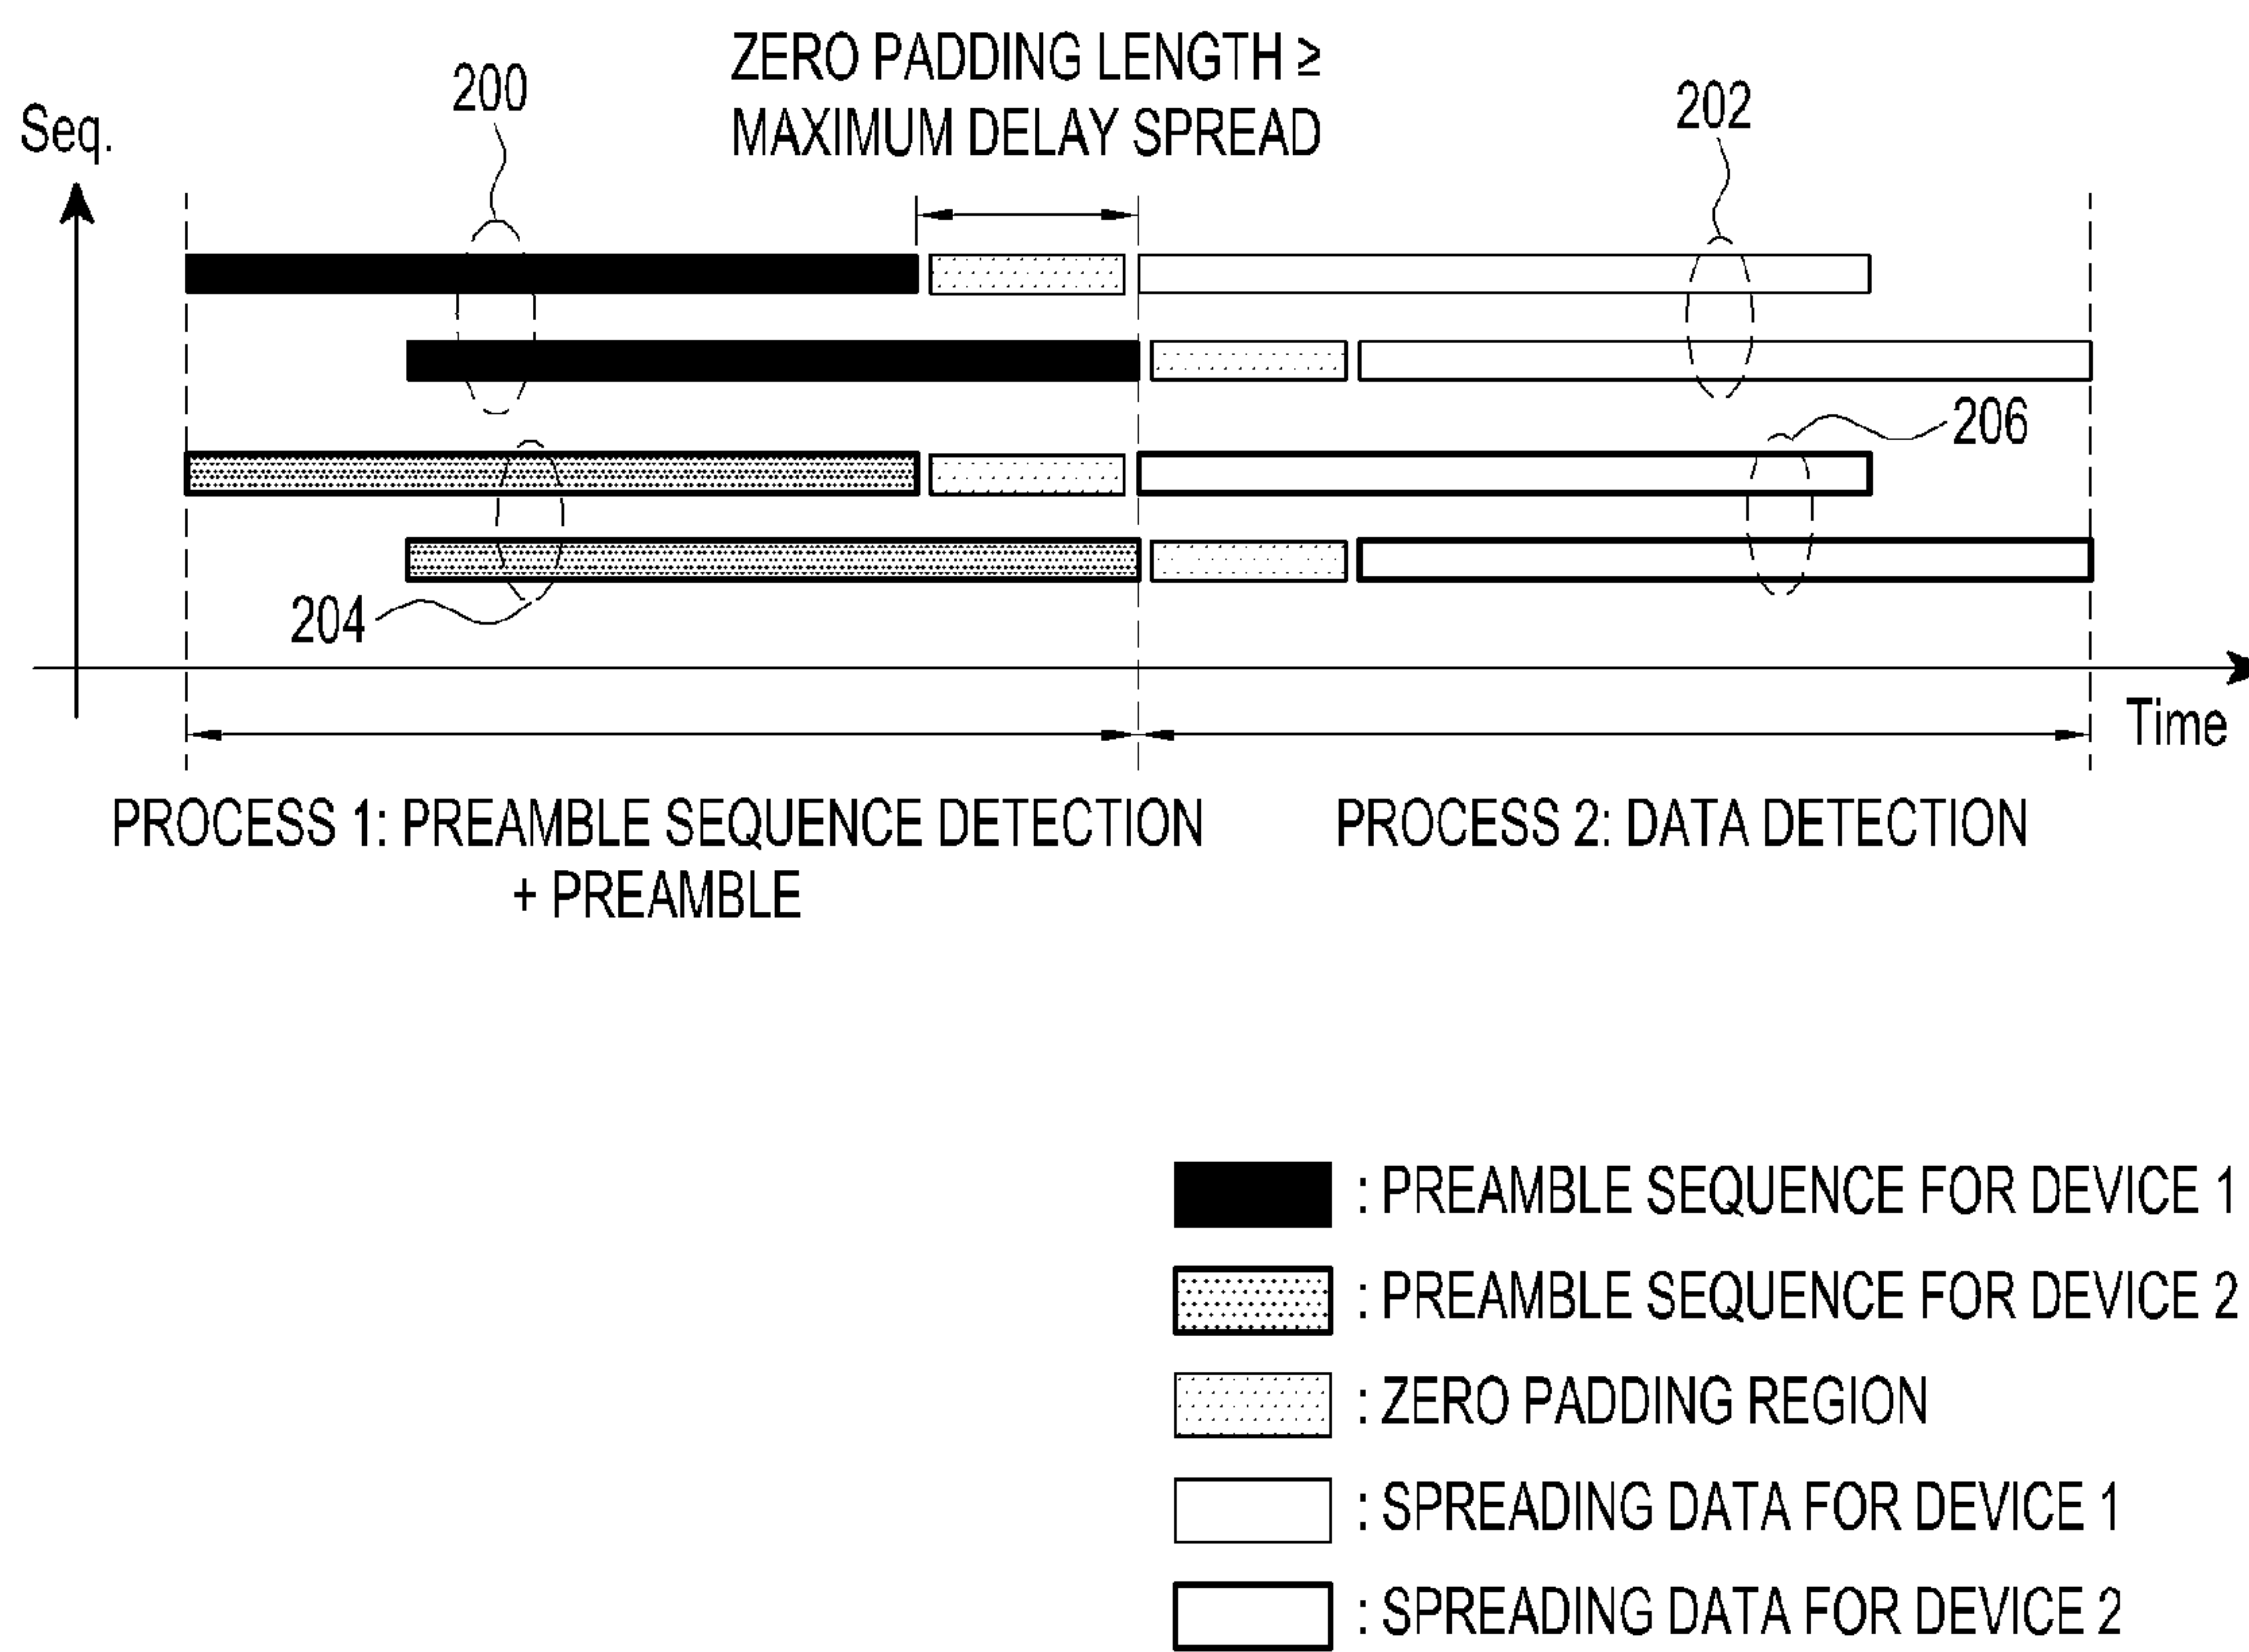 ZERO PADDING LENGTH ≥
MAXIMUM DELAY SPREAD
200
202
Seq.
206
204
Time
PROCESS 1: PREAMBLE SEQUENCE DETECTION
+ PREAMBLE
PROCESS 2: DATA DETECTION
: PREAMBLE SEQUENCE FOR DEVICE 1
: PREAMBLE SEQUENCE FOR DEVICE 2
: ZERO PADDING REGION
: SPREADING DATA FOR DEVICE 1
: SPREADING DATA FOR DEVICE 2